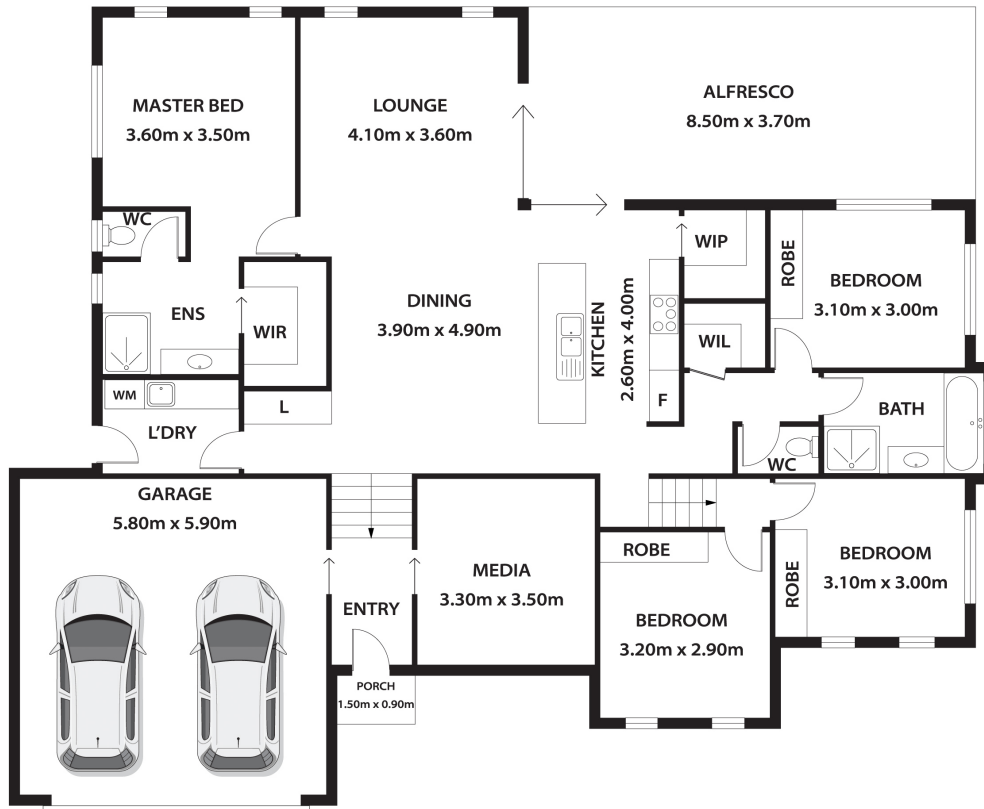 MASTER BED
3.60m x 3.50m
LOUNGE
4.10m x 3.60m
ALFRESCO
8.50m x 3.70m
WC
ENS
WIR
DINING
3.90m x 4.90m
KITCHEN
2.60m x 4.00m
WIP
ROBE
BEDROOM
3.10m x 3.00m
WIL
F
BATH
WM
L'DRY
L
WC
GARAGE
5.80m x 5.90m
ENTRY
MEDIA
3.30m x 3.50m
ROBE
BEDROOM
3.20m x 2.90m
ROBE
BEDROOM
3.10m x 3.00m
PORCH
1.50m x 0.90m